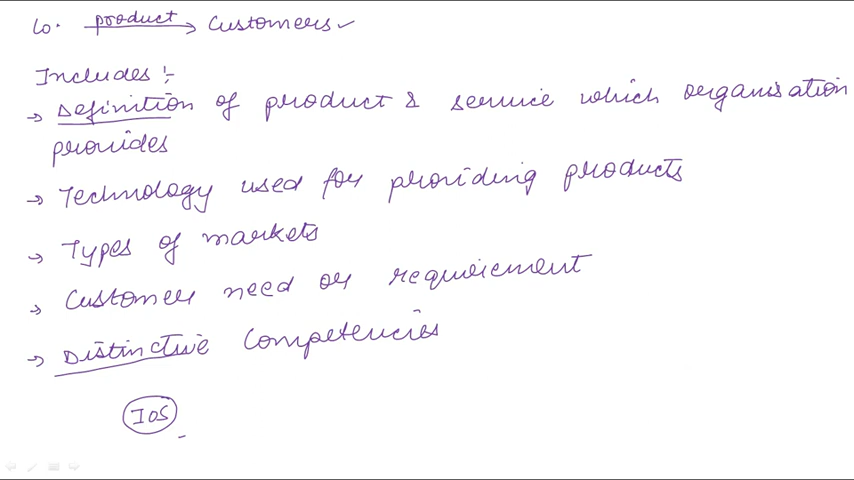 Co. product → Customers ✓
Includes :-
→ Definition of product & service which organisation
provides
→ Technology used for providing products
→ Types of markets
→ Customer need or requirement
→ Distinctive Competencies
IOS